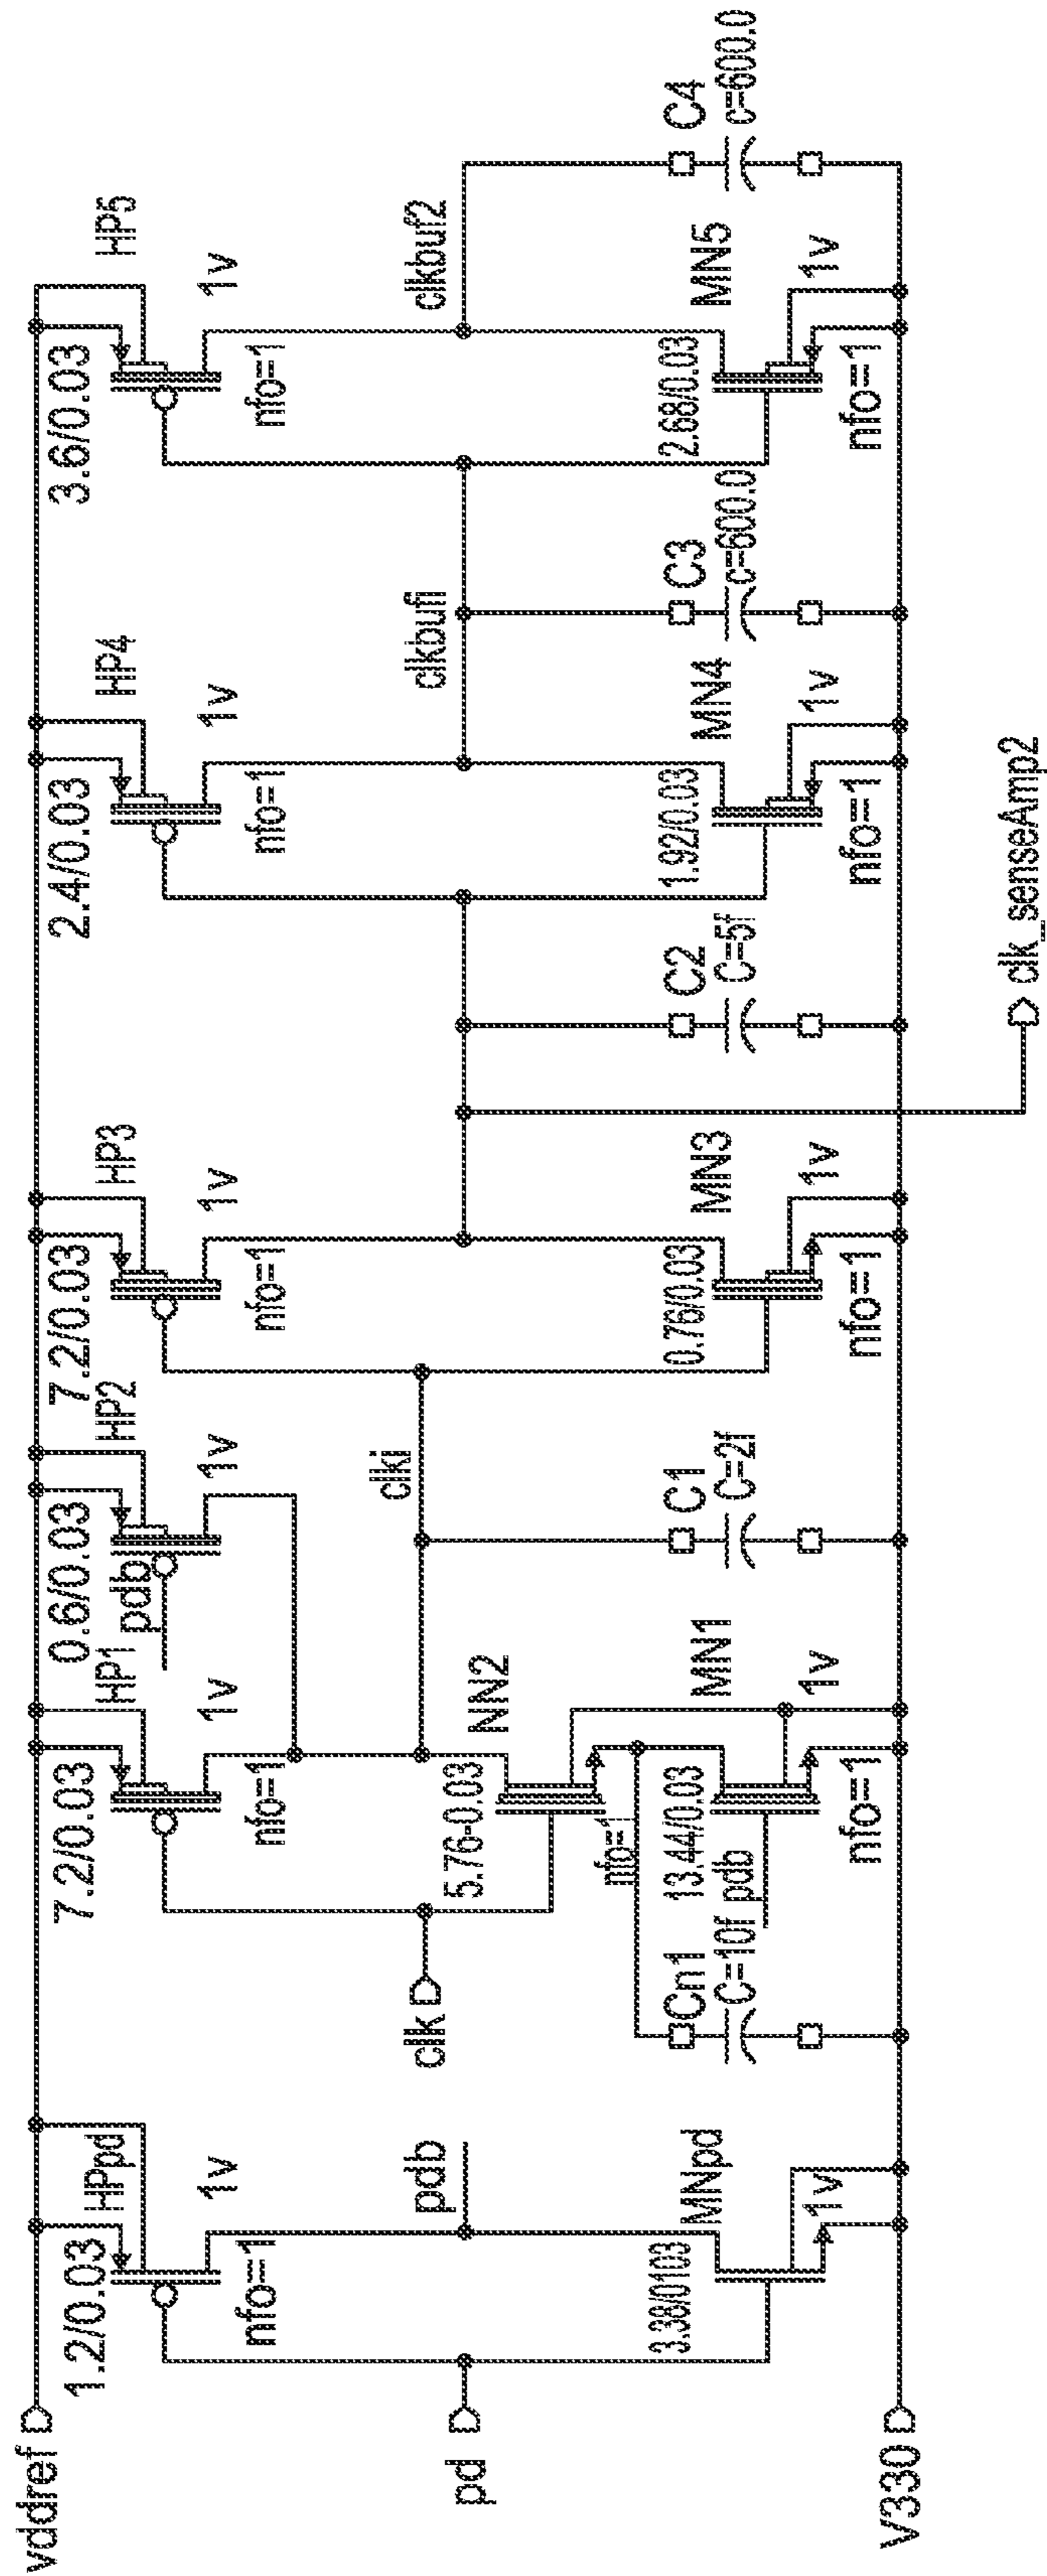 vddref
pd
V330
1.2/0.03
HPpd
1v
nfo=1
pdb
3.38/0103
MNpd
1v
clk
7.2/0.03
HP1
1v
nfo=1
5.76-0.03
NN2
nfo=1
Cn1
C=10f
pdb
13.44/0.03
MN1
1v
nfo=1
0.6/0.03
HP2
pdb
1v
clki
C1
C=2f
7.2/0.03
HP3
1v
nfo=1
0.76/0.03
MN3
1v
nfo=1
C2
C=5f
clk_senseAmp2
2.4/0.03
HP4
1v
nfo=1
1.92/0.03
MN4
1v
nfo=1
clkbufi
C3
c=600.0
3.6/0.03
HP5
1v
nfo=1
2.68/0.03
MN5
1v
nfo=1
clkbuf2
C4
c=600.0